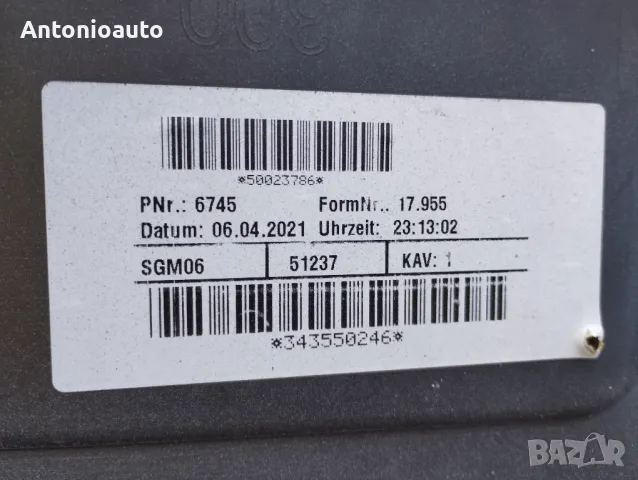 Antonioauto
*50023786*
PNr.: 6745 FormNr.. 17.955
Datum: 06.04.2021 Uhrzeit: 23:13:02
SGM06 51237 KAV: 1
*343550246*
BAZAR